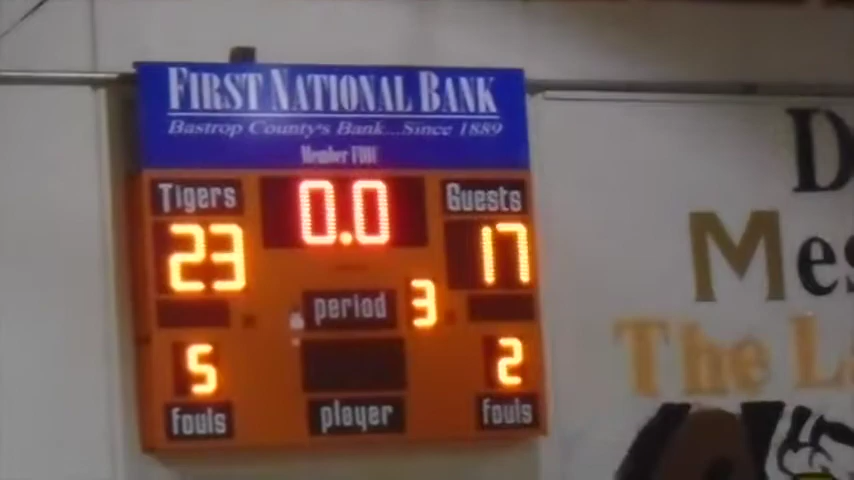 FIRST NATIONAL BANK
Bastrop County's Bank...Since 1889
Member FDIC
Tigers 0.0 Guests
23 17
period 3
5 2
fouls player fouls
D
Mes
The La